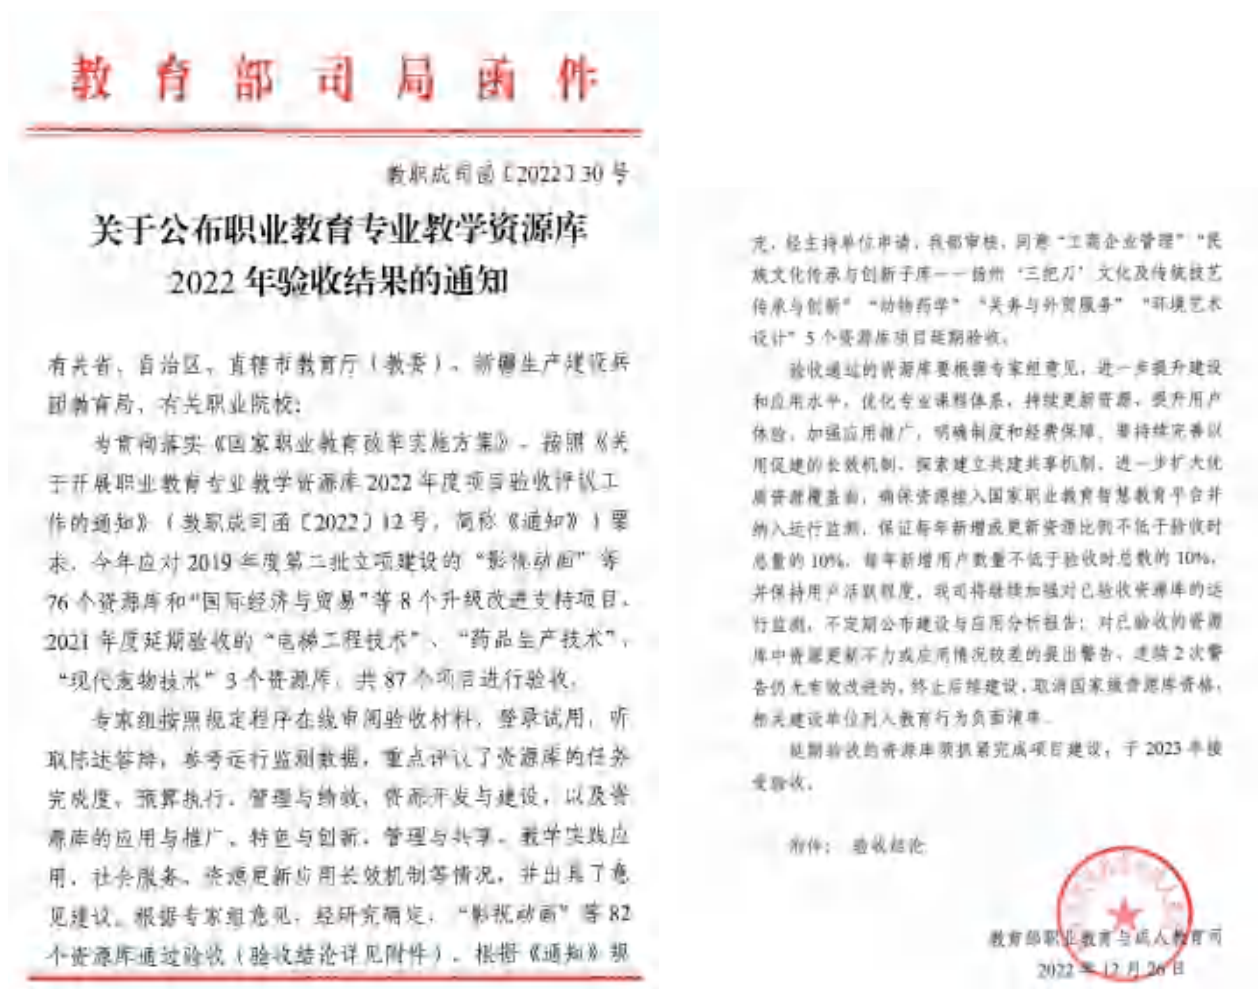 教育部司局函件
教职成司函〔2022〕30号
关于公布职业教育专业教学资源库
2022年验收结果的通知
有关省、自治区、直辖市教育厅（教委），新疆生产建设兵
团教育局，有关职业院校：
为贯彻落实《国家职业教育改革实施方案》，按照《关
于开展职业教育专业教学资源库2022年度项目验收评议工
作的通知》（教职成司函〔2022〕12号，简称《通知》）要
求，今年应对2019年度第二批立项建设的“影视动画”等
76个资源库和“国际经济与贸易”等8个升级改进支持项目、
2021年度延期验收的“电梯工程技术”、“药品生产技术”、
“现代宠物技术”3个资源库，共87个项目进行验收。
专家组按照规定程序在线审阅验收材料，登录试用，听
取陈述答辩，参考运行监测数据，重点评议了资源库的任务
完成度、预算执行、管理与绩效，资源开发与建设，以及资
源库的应用与推广、特色与创新、管理与共享、教学实践应
用、社会服务、资源更新应用长效机制等情况，并出具了意
见建议。根据专家组意见，经研究确定，“影视动画”等82
个资源库通过验收（验收结论详见附件）。根据《通知》规
定，经主持单位申请，我部审核，同意“工商企业管理”“民
族文化传承与创新子库——扬州‘三把刀’文化及传统技艺
传承与创新”“动物药学”“关务与外贸服务”“环境艺术
设计”5个资源库项目延期验收。
验收通过的资源库要根据专家组意见，进一步提升建设
和应用水平，优化专业课程体系，持续更新资源，提升用户
体验，加强应用推广，明确制度和经费保障。要持续完善以
用促建的长效机制，探索建立共建共享机制，进一步扩大优
质资源覆盖面，确保资源接入国家职业教育智慧教育平台并
纳入运行监测，保证每年新增或更新资源比例不低于验收时
总量的10%，每年新增用户数量不低于验收时总数的10%，
并保持用户活跃程度。我司将继续加强对已验收资源库的运
行监测，不定期公布建设与应用分析报告；对已验收的资源
库中资源更新不力或应用情况较差的提出警告，连续2次警
告仍无有效改进的，终止后续建设，取消国家级资源库资格，
相关建设单位列入教育行为负面清单。
延期验收的资源库须抓紧完成项目建设，于2023年接
受验收。
附件：验收结论
教育部职业教育与成人教育司
2022年12月26日